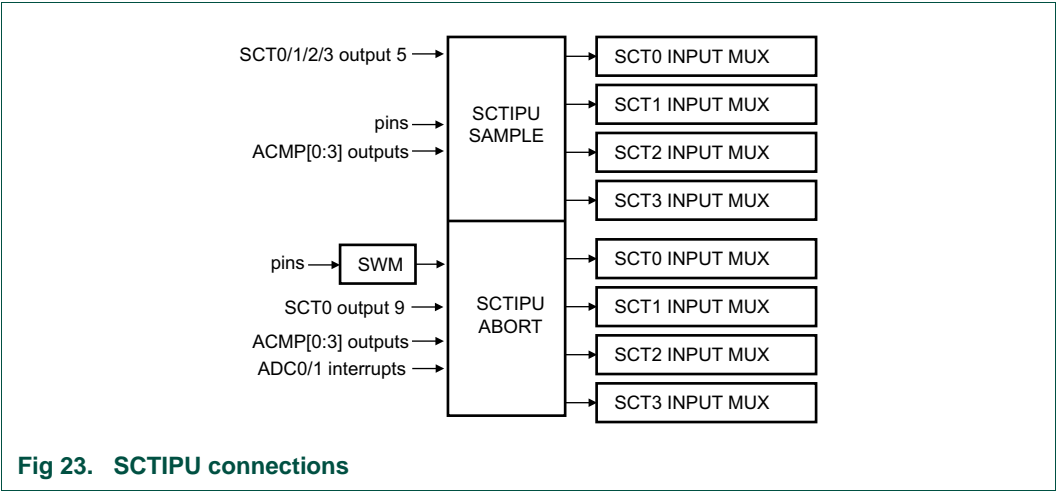 SCT0/1/2/3 output 5
pins
ACMP[0:3] outputs
SCTIPU
SAMPLE
SCT0 INPUT MUX
SCT1 INPUT MUX
SCT2 INPUT MUX
SCT3 INPUT MUX
pins
SWM
SCT0 output 9
ACMP[0:3] outputs
ADC0/1 interrupts
SCTIPU
ABORT
SCT0 INPUT MUX
SCT1 INPUT MUX
SCT2 INPUT MUX
SCT3 INPUT MUX
Fig 23. SCTIPU connections